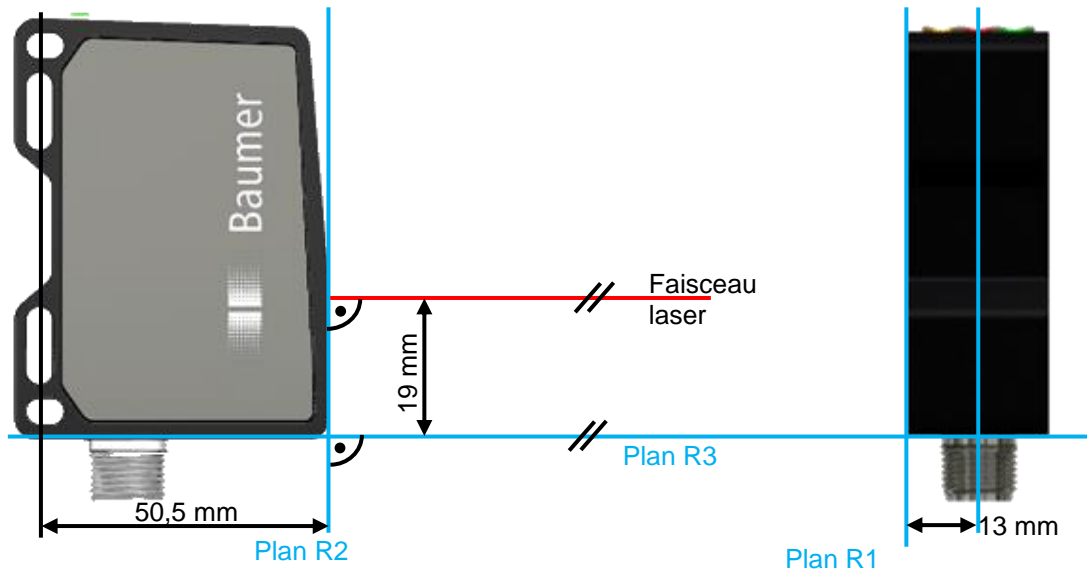 Baumer
Faisceau
laser
19 mm
Plan R3
50,5 mm
13 mm
Plan R2
Plan R1